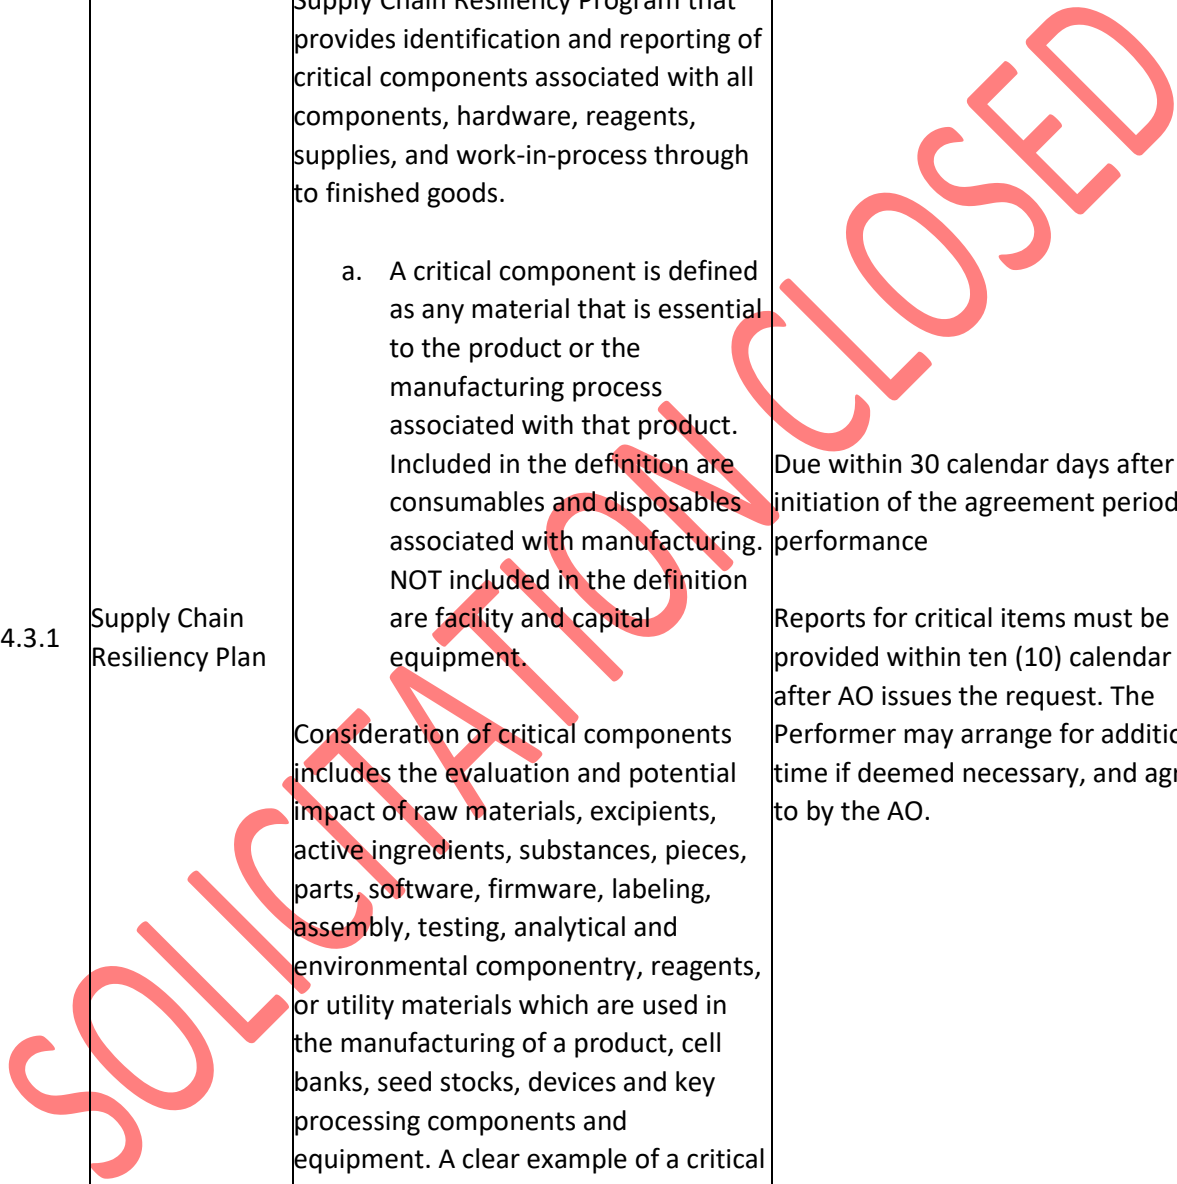 Supply Chain Resiliency Program that
provides identification and reporting of
critical components associated with all
components, hardware, reagents,
supplies, and work-in-process through
to finished goods.
a. A critical component is defined
as any material that is essential
to the product or the
manufacturing process
associated with that product.
Included in the definition are
consumables and disposables
associated with manufacturing.
NOT included in the definition
are facility and capital
equipment.
4.3.1
Supply Chain
Resiliency Plan
Consideration of critical components
includes the evaluation and potential
impact of raw materials, excipients,
active ingredients, substances, pieces,
parts, software, firmware, labeling,
assembly, testing, analytical and
environmental componentry, reagents,
or utility materials which are used in
the manufacturing of a product, cell
banks, seed stocks, devices and key
processing components and
equipment. A clear example of a critical
Due within 30 calendar days after
initiation of the agreement period
performance
Reports for critical items must be
provided within ten (10) calendar
after AO issues the request. The
Performer may arrange for
time if deemed necessary, and
to by the AO.
SOLICITATION CLOSED